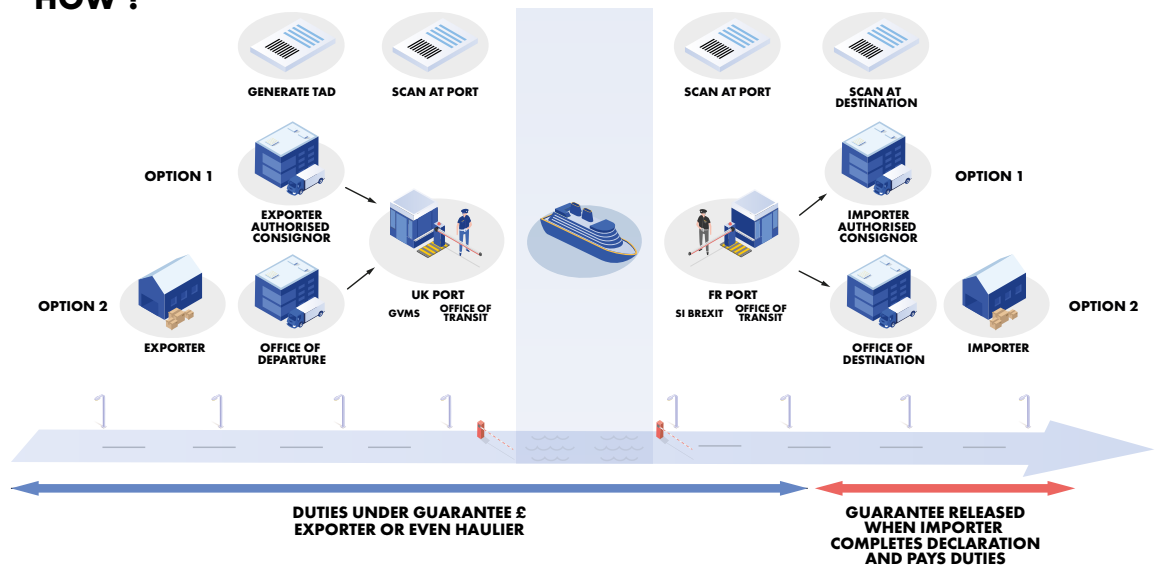 HOW ?
GENERATE TAD
SCAN AT PORT
SCAN AT PORT
SCAN AT
DESTINATION
OPTION 1
EXPORTER
AUTHORISED
CONSIGNOR
IMPORTER
AUTHORISED
CONSIGNOR
OPTION 1
OPTION 2
EXPORTER
OFFICE OF
DEPARTURE
UK PORT
GVMS
OFFICE OF
TRANSIT
FR PORT
SI BREXIT
OFFICE OF
TRANSIT
OFFICE OF
DESTINATION
IMPORTER
OPTION 2
DUTIES UNDER GUARANTEE £
EXPORTER OR EVEN HAULIER
GUARANTEE RELEASED
WHEN IMPORTER
COMPLETES DECLARATION
AND PAYS DUTIES